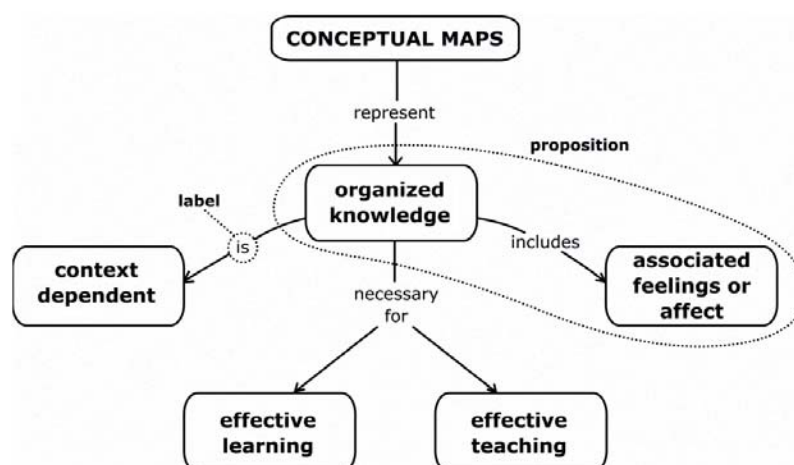 CONCEPTUAL MAPS
represent
proposition
organized
knowledge
label
is
includes
context
dependent
associated
feelings or
affect
necessary
for
effective
learning
effective
teaching